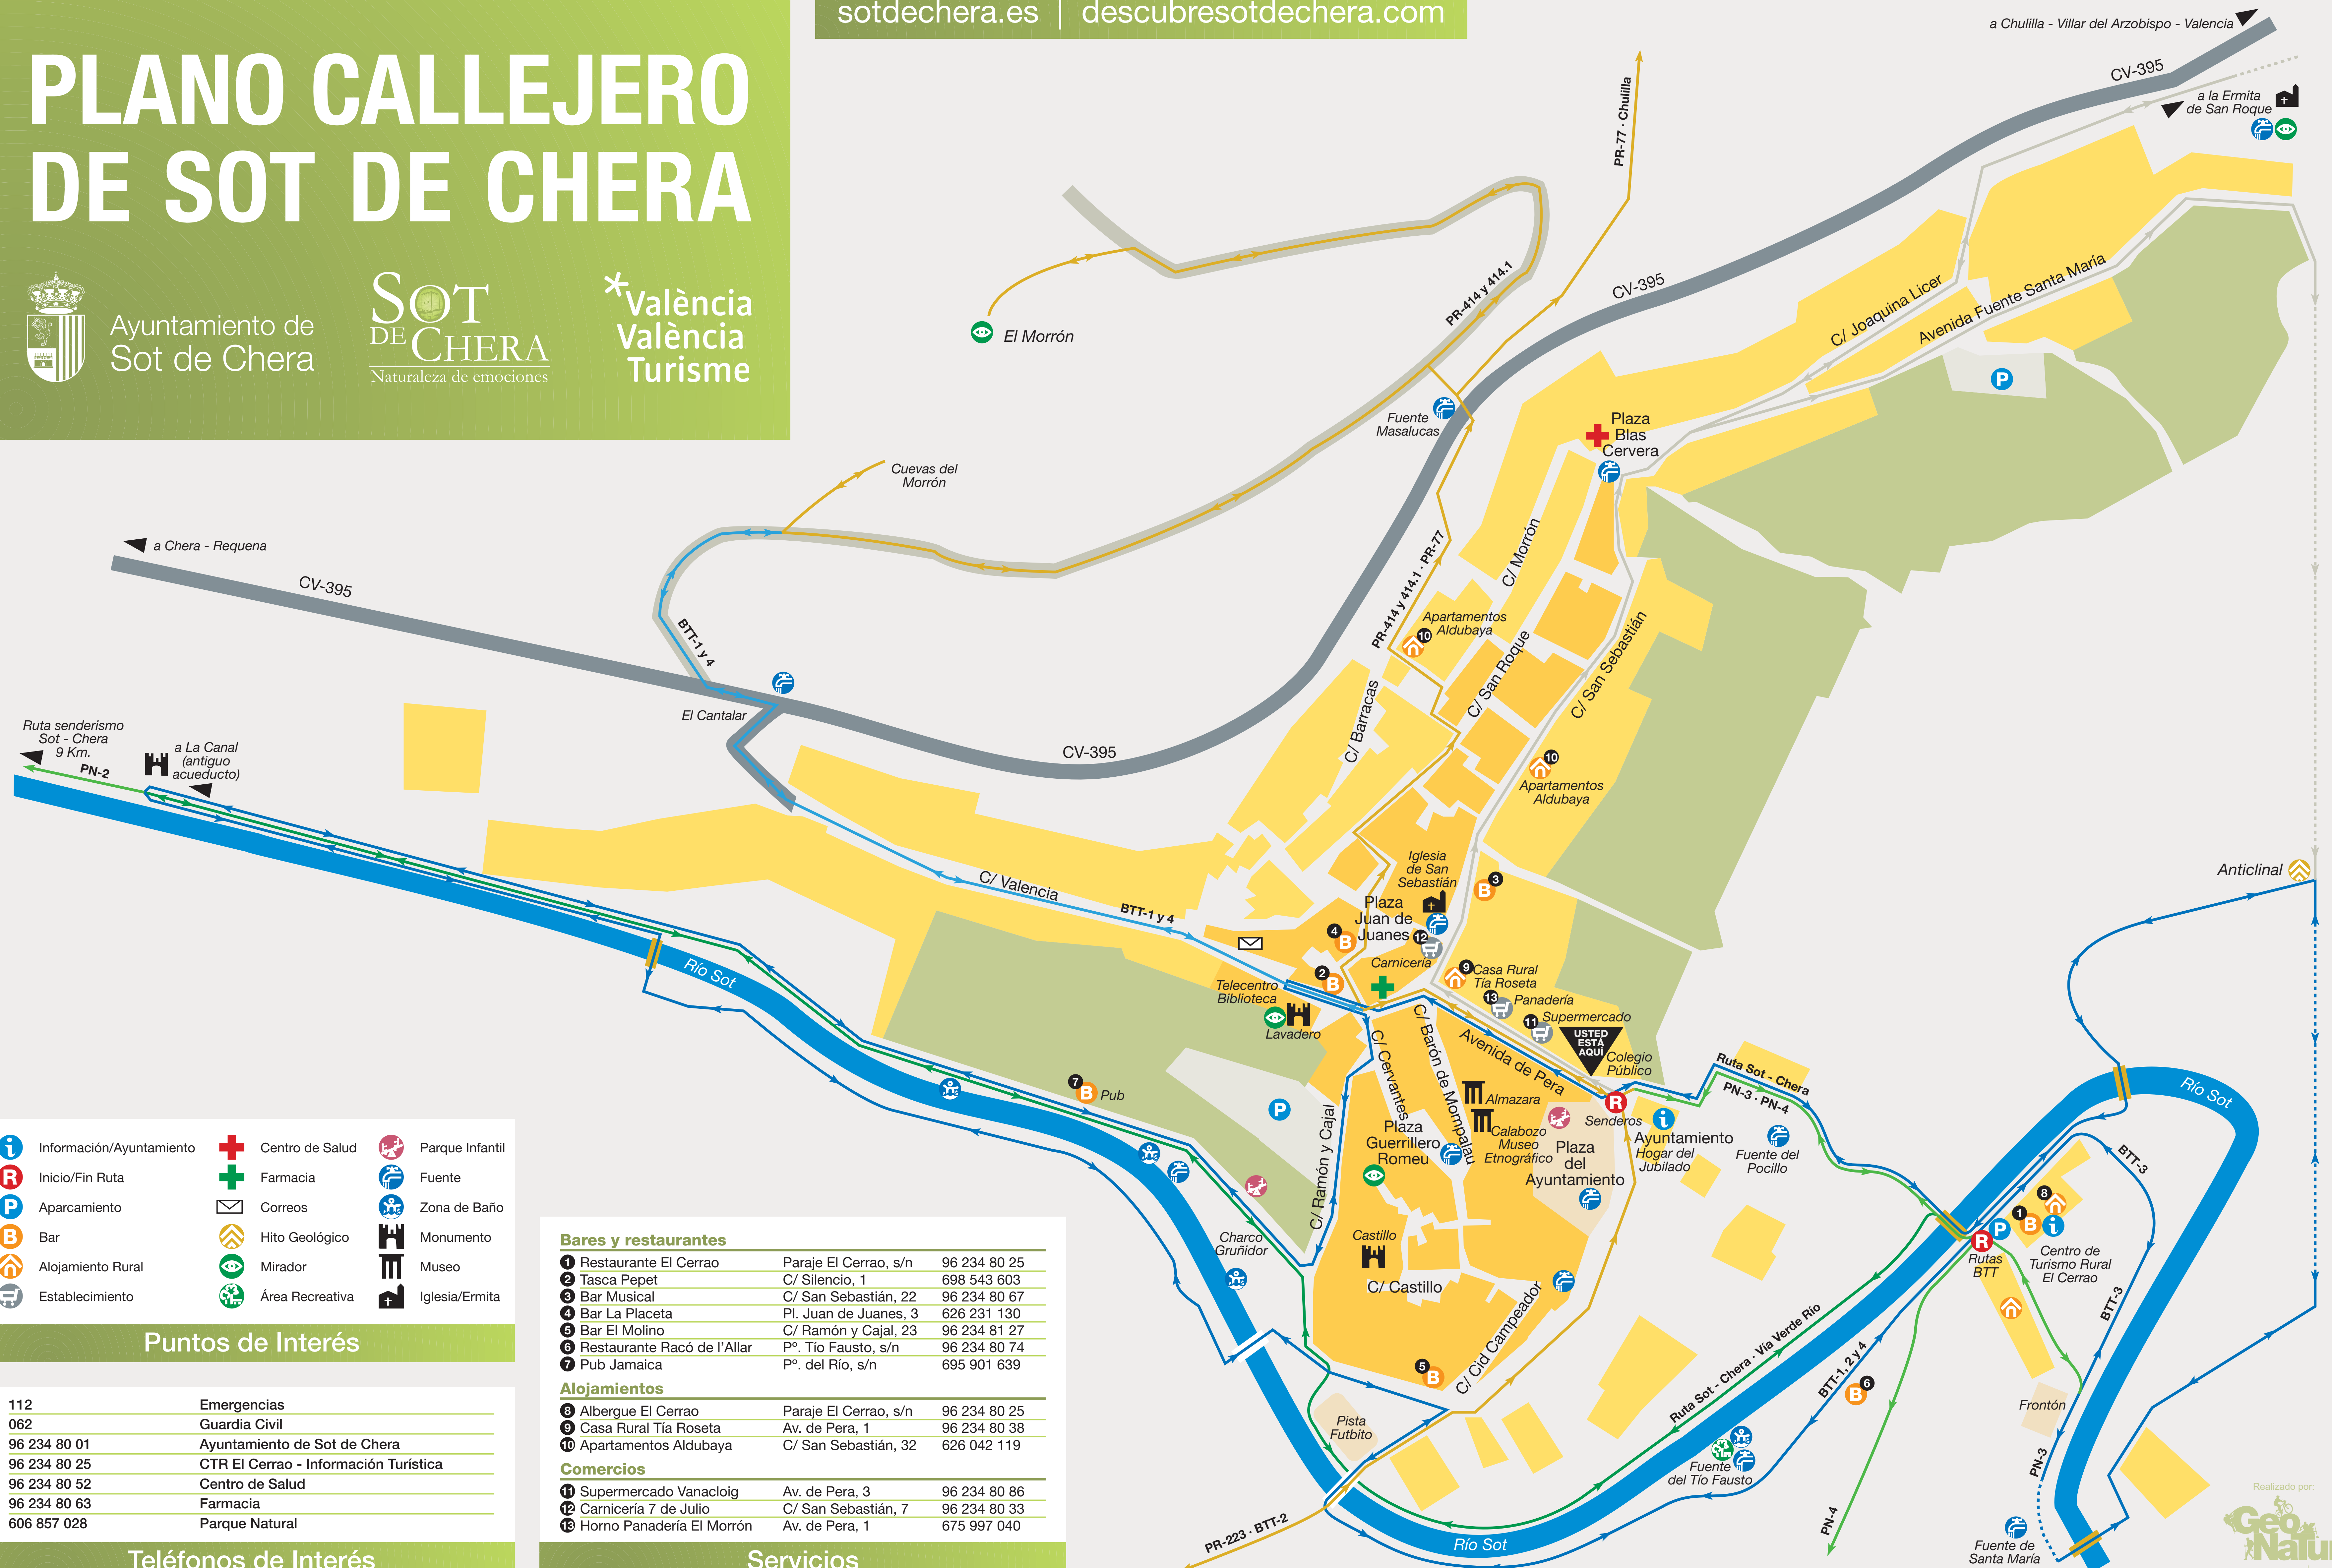 sotdechera.es | descubresotdechera.com
PLANO CALLEJERO
DE SOT DE CHERA
Ayuntamiento de
Sot de Chera
SOT
DE CHERA
Naturaleza de emociones
València
València
Turisme
a Chulilla - Villar del Arzobispo - Valencia
CV-395
a la Ermita
de San Roque
PR-77 · Chulilla
PR-414 y 414.1
CV-395
El Morrón
C/ Joaquina Licer
Avenida Fuente Santa María
P
Fuente
Masalucas
Plaza
Blas
Cervera
Cuevas del
Morrón
a Chera - Requena
CV-395
BTT-1 y 4
El Cantalar
CV-395
PR-414 y 414.1 · PR-77
C/ Morrón
10
Apartamentos
Aldubaya
C/ San Roque
C/ San Sebastián
C/ Barracas
10
Apartamentos
Aldubaya
Ruta senderismo
Sot - Chera
9 Km.
PN-2
a La Canal
(antiguo
acueducto)
C/ Valencia
BTT-1 y 4
Iglesia
de San
Sebastián
B 3
Plaza
Juan de
Juanes
4 B
12
Carnicería
2 B
Telecentro
Biblioteca
Lavadero
9
Casa Rural
Tía Roseta
13
Panadería
11
Supermercado
USTED
ESTÁ
AQUÍ
Colegio
Público
Anticlinal
Río Sot
7 B
Pub
P
C/ Cervantes
C/ Barón de Mompalau
Avenida de Pera
Almazara
Calabozo
Museo
Etnográfico
R
Senderos
i
Ayuntamiento
Hogar del
Jubilado
Ruta Sot - Chera
PN-3 · PN-4
Fuente del
Pocillo
Plaza
Guerrillero
Romeu
Plaza
del
Ayuntamiento
C/ Ramón y Cajal
Charco
Gruñidor
Castillo
C/ Castillo
C/ Cid Campeador
5 B
Río Sot
BTT-3
8
1 B i
P
R
Rutas
BTT
Centro de
Turismo Rural
El Cerrao
BTT-3
Ruta Sot - Chera · Vía Verde Río
BTT-1, 2 y 4
B 6
Frontón
Pista
Futbito
Fuente
del Tío Fausto
PN-3
PN-4
PR-223 · BTT-2
Río Sot
Fuente de
Santa María
Realizado por:
Geo
Natu
i Información/Ayuntamiento
R Inicio/Fin Ruta
P Aparcamiento
B Bar
Alojamiento Rural
Establecimiento
Centro de Salud
Farmacia
Correos
Hito Geológico
Mirador
Área Recreativa
Parque Infantil
Fuente
Zona de Baño
Monumento
Museo
Iglesia/Ermita
Puntos de Interés
112 Emergencias
062 Guardia Civil
96 234 80 01 Ayuntamiento de Sot de Chera
96 234 80 25 CTR El Cerrao - Información Turística
96 234 80 52 Centro de Salud
96 234 80 63 Farmacia
606 857 028 Parque Natural
Teléfonos de Interés
Bares y restaurantes
1 Restaurante El Cerrao Paraje El Cerrao, s/n 96 234 80 25
2 Tasca Pepet C/ Silencio, 1 698 543 603
3 Bar Musical C/ San Sebastián, 22 96 234 80 67
4 Bar La Placeta Pl. Juan de Juanes, 3 626 231 130
5 Bar El Molino C/ Ramón y Cajal, 23 96 234 81 27
6 Restaurante Racó de l'Allar Pº. Tío Fausto, s/n 96 234 80 74
7 Pub Jamaica Pº. del Río, s/n 695 901 639
Alojamientos
8 Albergue El Cerrao Paraje El Cerrao, s/n 96 234 80 25
9 Casa Rural Tía Roseta Av. de Pera, 1 96 234 80 38
10 Apartamentos Aldubaya C/ San Sebastián, 32 626 042 119
Comercios
11 Supermercado Vanacloig Av. de Pera, 3 96 234 80 86
12 Carnicería 7 de Julio C/ San Sebastián, 7 96 234 80 33
13 Horno Panadería El Morrón Av. de Pera, 1 675 997 040
Servicios